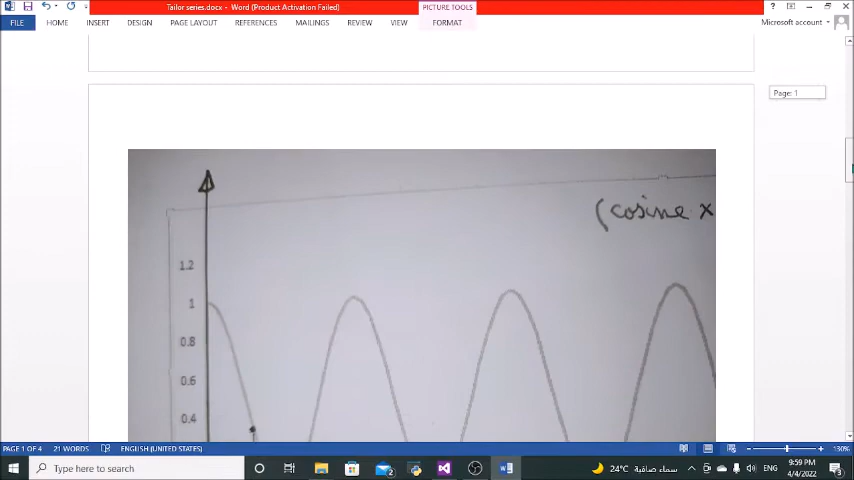 Tailor series.docx - Word (Product Activation Failed)
PICTURE TOOLS
?
FILE
HOME
INSERT
DESIGN
PAGE LAYOUT
REFERENCES
MAILINGS
REVIEW
VIEW
FORMAT
Microsoft account
Page: 1
(cosine x
1.2
1
0.8
0.6
0.4
PAGE 1 OF 4
21 WORDS
ENGLISH (UNITED STATES)
130%
Type here to search
2
24°C
سماء صافية
ENG
9:59 PM
4/4/2022
3